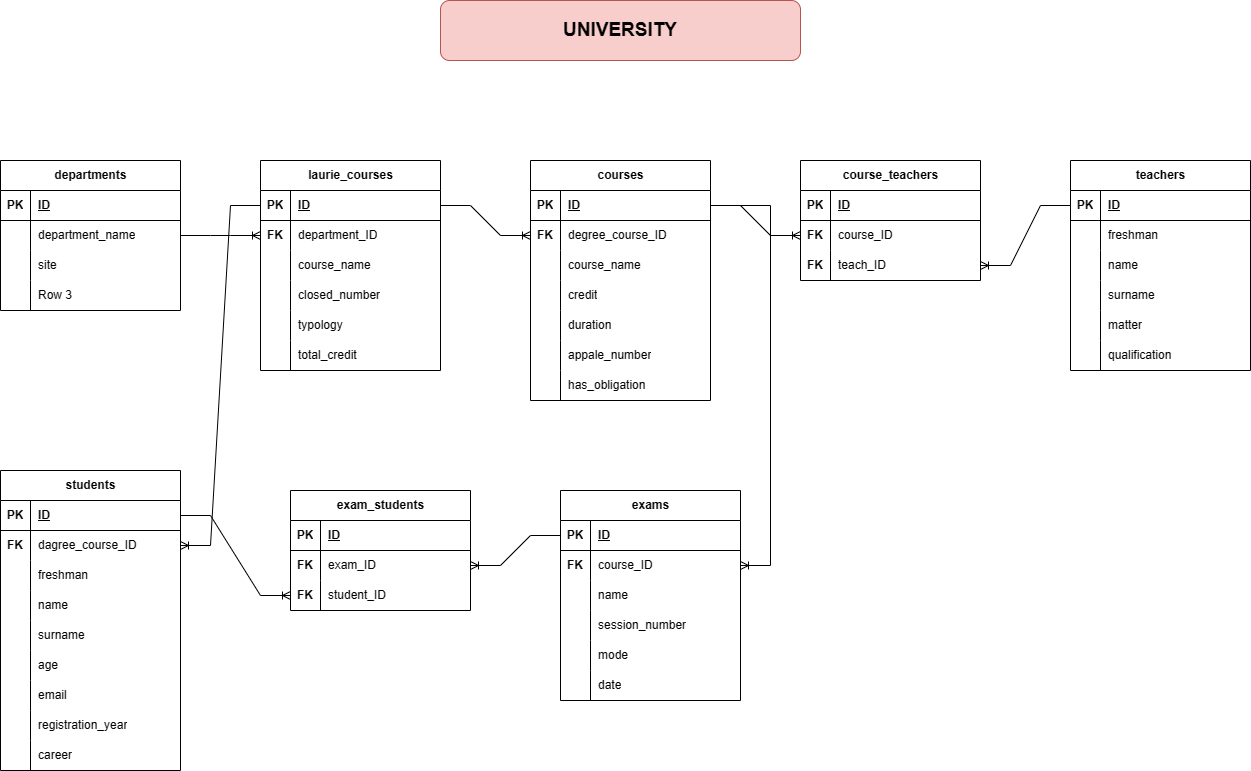 UNIVERSITY
departments
PK ID
department_name
site
Row 3
laurie_courses
PK ID
FK department_ID
course_name
closed_number
typology
total_credit
courses
PK ID
FK degree_course_ID
course_name
credit
duration
appale_number
has_obligation
course_teachers
PK ID
FK course_ID
FK teach_ID
teachers
PK ID
freshman
name
surname
matter
qualification
students
PK ID
FK dagree_course_ID
freshman
name
surname
age
email
registration_year
career
exam_students
PK ID
FK exam_ID
FK student_ID
exams
PK ID
FK course_ID
name
session_number
mode
date